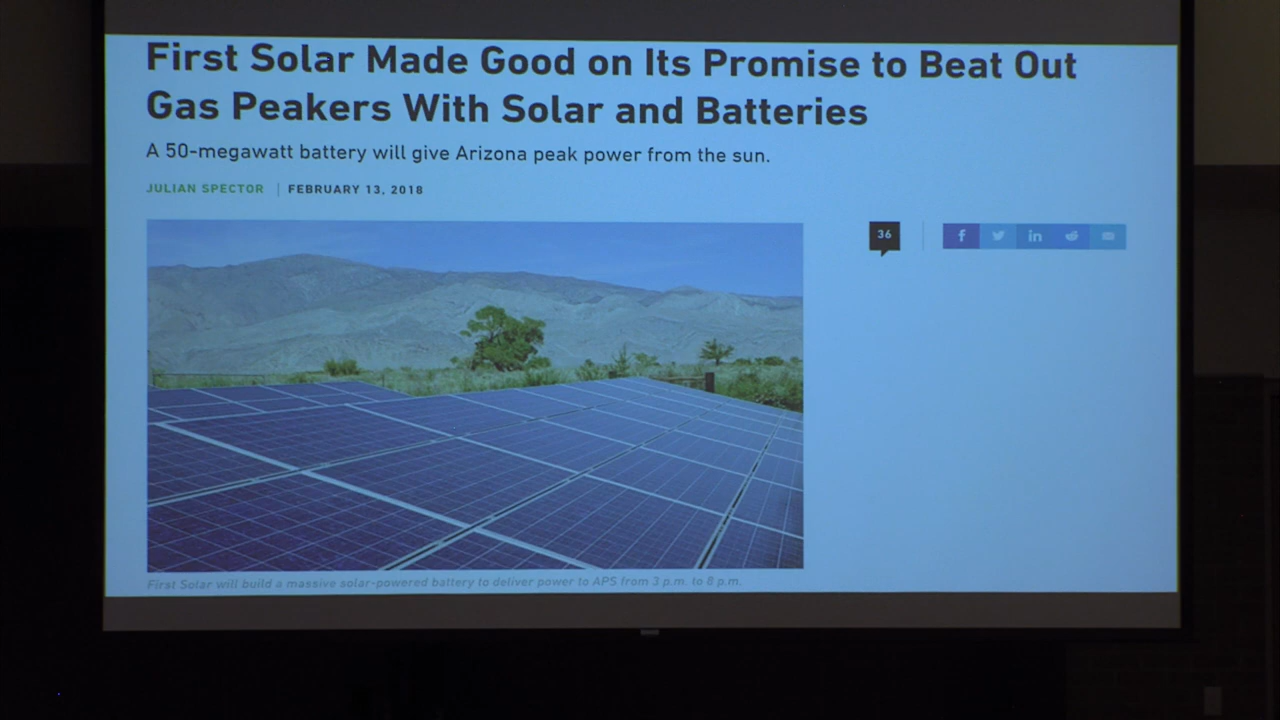 First Solar Made Good on Its Promise to Beat Out
Gas Peakers With Solar and Batteries
A 50-megawatt battery will give Arizona peak power from the sun.
JULIAN SPECTOR | FEBRUARY 13, 2018
36
f
in
First Solar will build a massive solar-powered battery to deliver power to APS from 3 p.m. to 8 p.m.